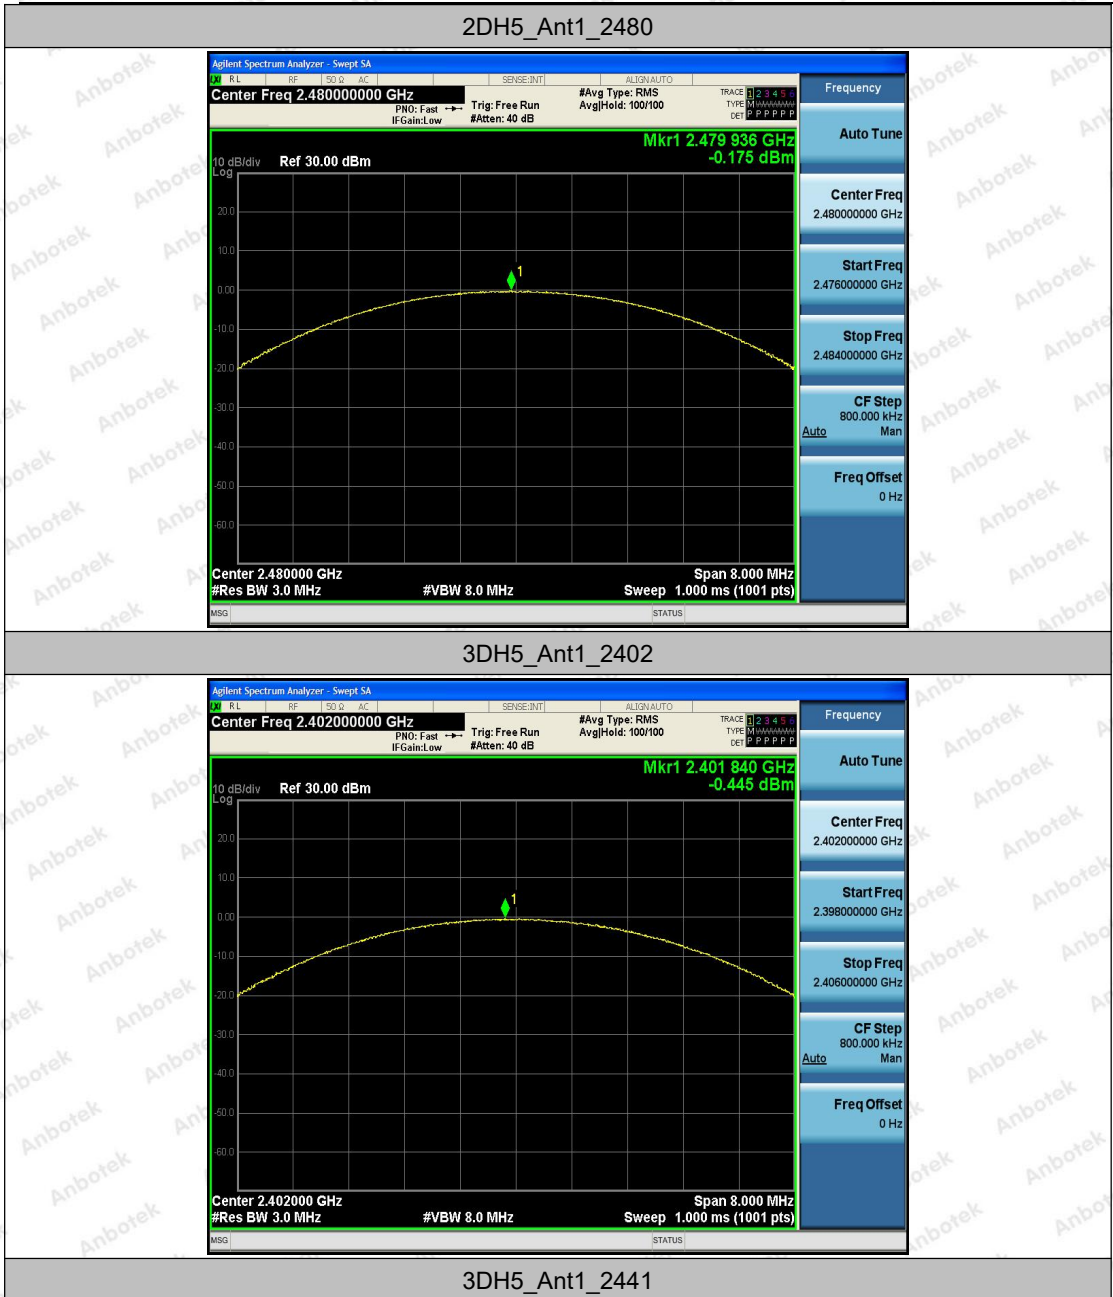 2DH5_Ant1_2480
Agilent Spectrum Analyzer - Swept SA
LXI RL RF 50 Ω AC SENSE:INT ALIGNAUTO
Center Freq 2.480000000 GHz
PNO: Fast
IFGain:Low
Trig: Free Run
#Atten: 40 dB
#Avg Type: RMS
Avg|Hold: 100/100
TRACE 1 2 3 4 5 6
TYPE M
DET P P P P P P
Mkr1 2.479 936 GHz
-0.175 dBm
10 dB/div Ref 30.00 dBm
Log
20.0
10.0
0.00
-10.0
-20.0
-30.0
-40.0
-50.0
-60.0
1
Center 2.480000 GHz Span 8.000 MHz
#Res BW 3.0 MHz #VBW 8.0 MHz Sweep 1.000 ms (1001 pts)
MSG STATUS
Frequency
Auto Tune
Center Freq
2.480000000 GHz
Start Freq
2.476000000 GHz
Stop Freq
2.484000000 GHz
CF Step
800.000 kHz
Auto Man
Freq Offset
0 Hz
3DH5_Ant1_2402
Agilent Spectrum Analyzer - Swept SA
LXI RL RF 50 Ω AC SENSE:INT ALIGNAUTO
Center Freq 2.402000000 GHz
PNO: Fast
IFGain:Low
Trig: Free Run
#Atten: 40 dB
#Avg Type: RMS
Avg|Hold: 100/100
TRACE 1 2 3 4 5 6
TYPE M
DET P P P P P P
Mkr1 2.401 840 GHz
-0.445 dBm
10 dB/div Ref 30.00 dBm
Log
20.0
10.0
0.00
-10.0
-20.0
-30.0
-40.0
-50.0
-60.0
1
Center 2.402000 GHz Span 8.000 MHz
#Res BW 3.0 MHz #VBW 8.0 MHz Sweep 1.000 ms (1001 pts)
MSG STATUS
Frequency
Auto Tune
Center Freq
2.402000000 GHz
Start Freq
2.398000000 GHz
Stop Freq
2.406000000 GHz
CF Step
800.000 kHz
Auto Man
Freq Offset
0 Hz
3DH5_Ant1_2441